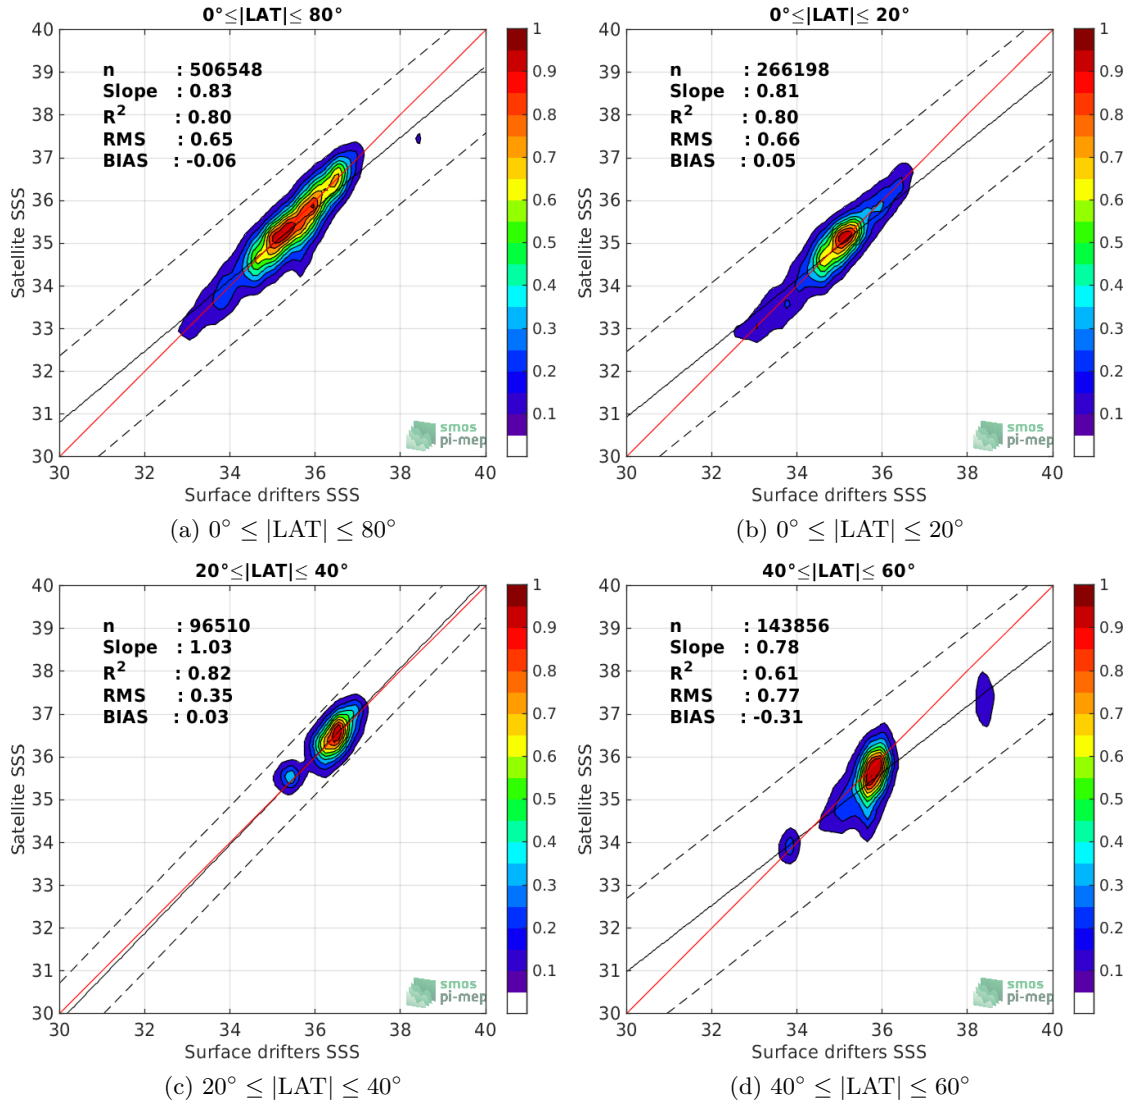 0°≤|LAT|≤ 80°
n : 506548
Slope : 0.83
R² : 0.80
RMS : 0.65
BIAS : -0.06
Satellite SSS
40
39
38
37
36
35
34
33
32
31
30
30 32 34 36 38 40
Surface drifters SSS
1
0.9
0.8
0.7
0.6
0.5
0.4
0.3
0.2
0.1
smos
pi-mep
(a) 0° ≤ |LAT| ≤ 80°
0°≤|LAT|≤ 20°
n : 266198
Slope : 0.81
R² : 0.80
RMS : 0.66
BIAS : 0.05
Satellite SSS
40
39
38
37
36
35
34
33
32
31
30
30 32 34 36 38 40
Surface drifters SSS
1
0.9
0.8
0.7
0.6
0.5
0.4
0.3
0.2
0.1
smos
pi-mep
(b) 0° ≤ |LAT| ≤ 20°
20°≤|LAT|≤ 40°
n : 96510
Slope : 1.03
R² : 0.82
RMS : 0.35
BIAS : 0.03
Satellite SSS
40
39
38
37
36
35
34
33
32
31
30
30 32 34 36 38 40
Surface drifters SSS
1
0.9
0.8
0.7
0.6
0.5
0.4
0.3
0.2
0.1
smos
pi-mep
(c) 20° ≤ |LAT| ≤ 40°
40°≤|LAT|≤ 60°
n : 143856
Slope : 0.78
R² : 0.61
RMS : 0.77
BIAS : -0.31
Satellite SSS
40
39
38
37
36
35
34
33
32
31
30
30 32 34 36 38 40
Surface drifters SSS
1
0.9
0.8
0.7
0.6
0.5
0.4
0.3
0.2
0.1
smos
pi-mep
(d) 40° ≤ |LAT| ≤ 60°